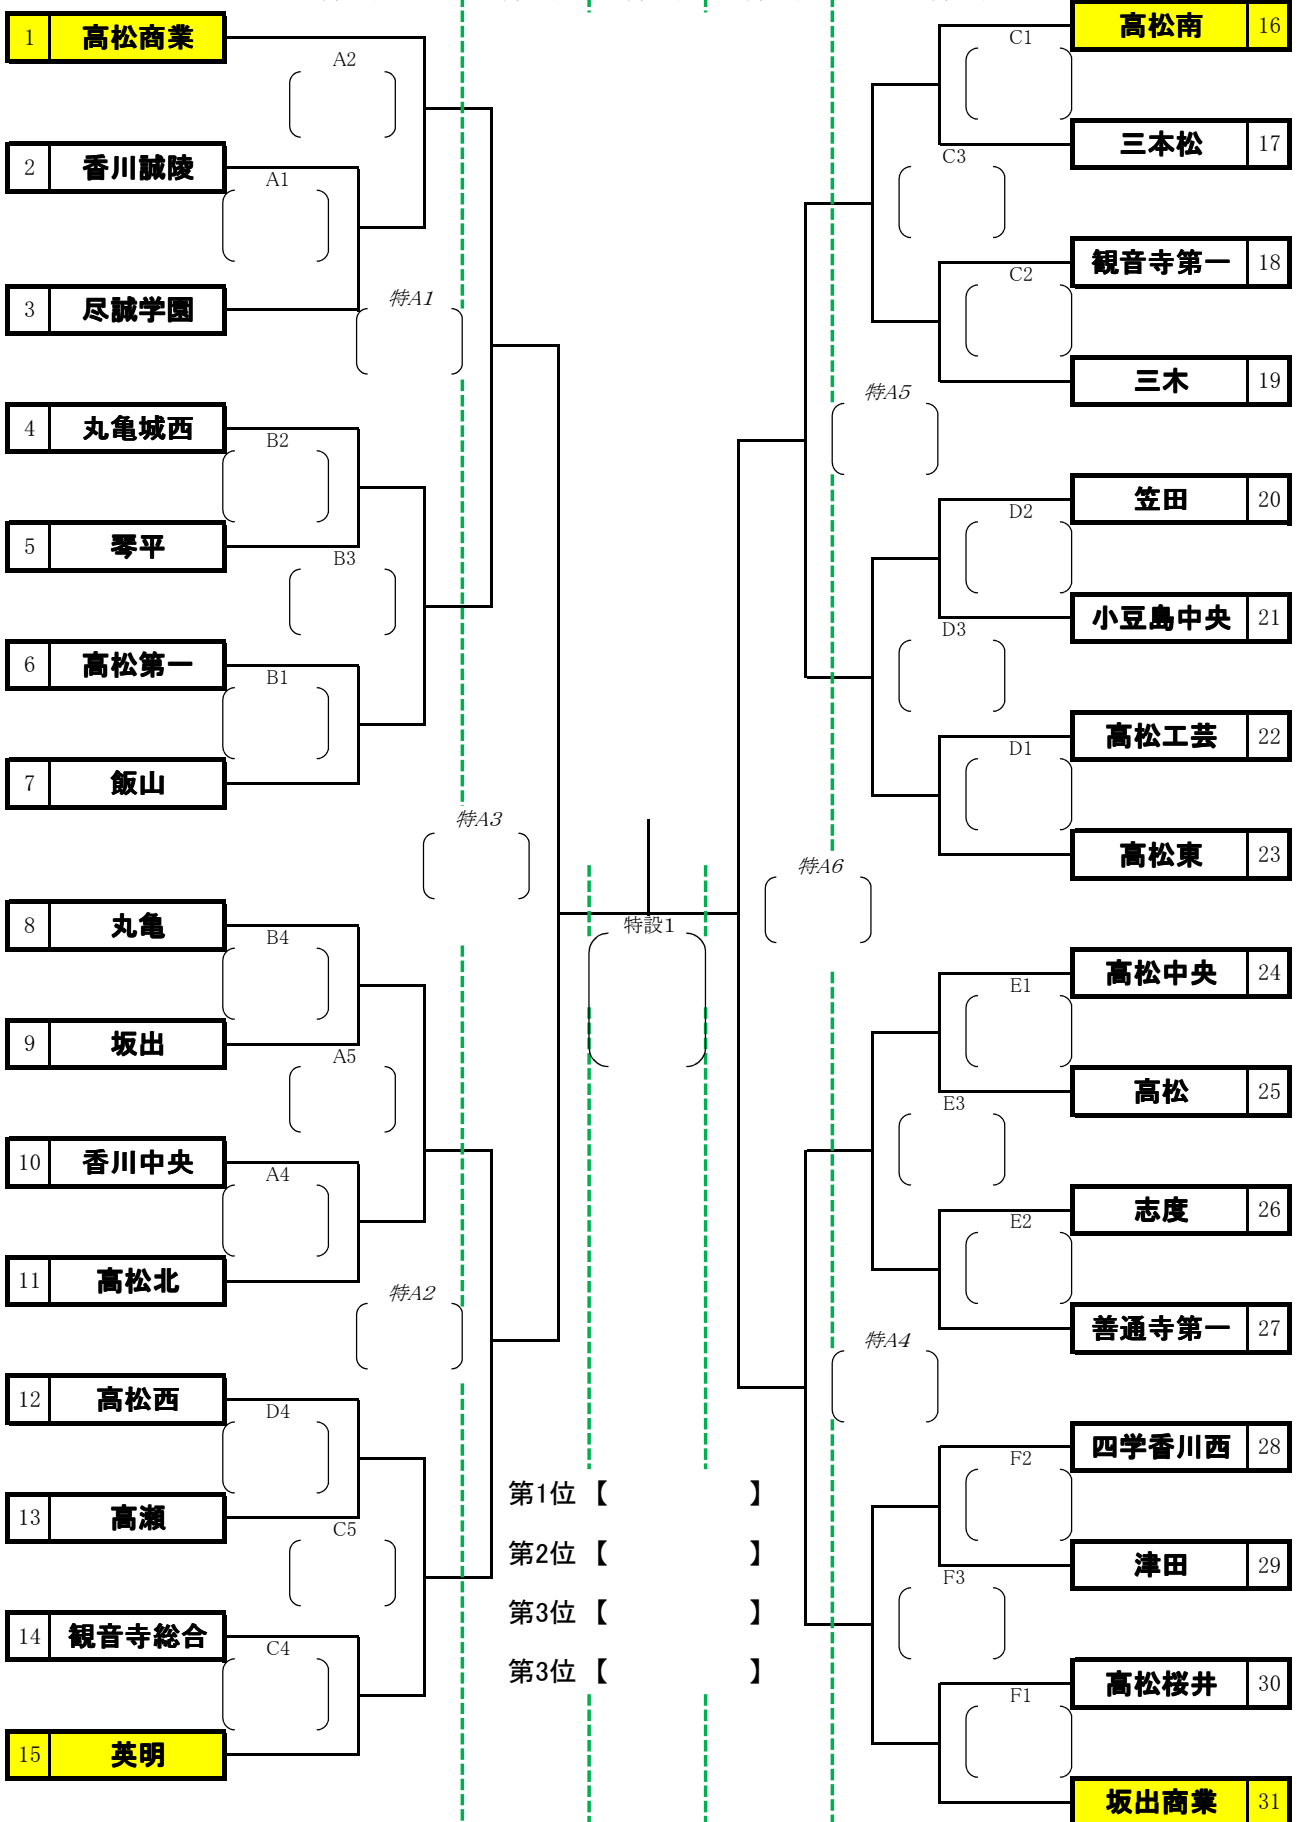 1 高松商業
A2
2 香川誠陵
A1
3 尽誠学園
特A1
4 丸亀城西
B2
5 琴平
B3
6 高松第一
B1
7 飯山
特A3
8 丸亀
B4
9 坂出
A5
10 香川中央
A4
11 高松北
特A2
12 高松西
D4
13 高瀬
C5
14 観音寺総合
C4
15 英明
特設1
第1位【 】
第2位【 】
第3位【 】
第3位【 】
高松南 16
C1
三本松 17
C3
観音寺第一 18
C2
三木 19
特A5
笠田 20
D2
小豆島中央 21
D3
高松工芸 22
D1
高松東 23
特A6
高松中央 24
E1
高松 25
E3
志度 26
E2
善通寺第一 27
特A4
四学香川西 28
F2
津田 29
F3
高松桜井 30
F1
坂出商業 31